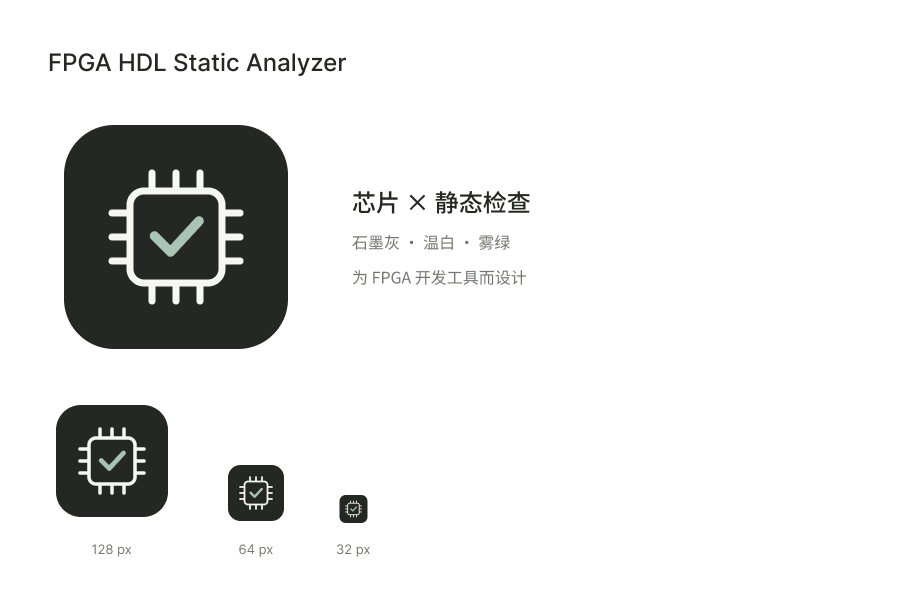 FPGA HDL Static Analyzer
芯片 × 静态检查
石墨灰 · 温白 · 雾绿
为 FPGA 开发工具而设计
128 px
64 px
32 px